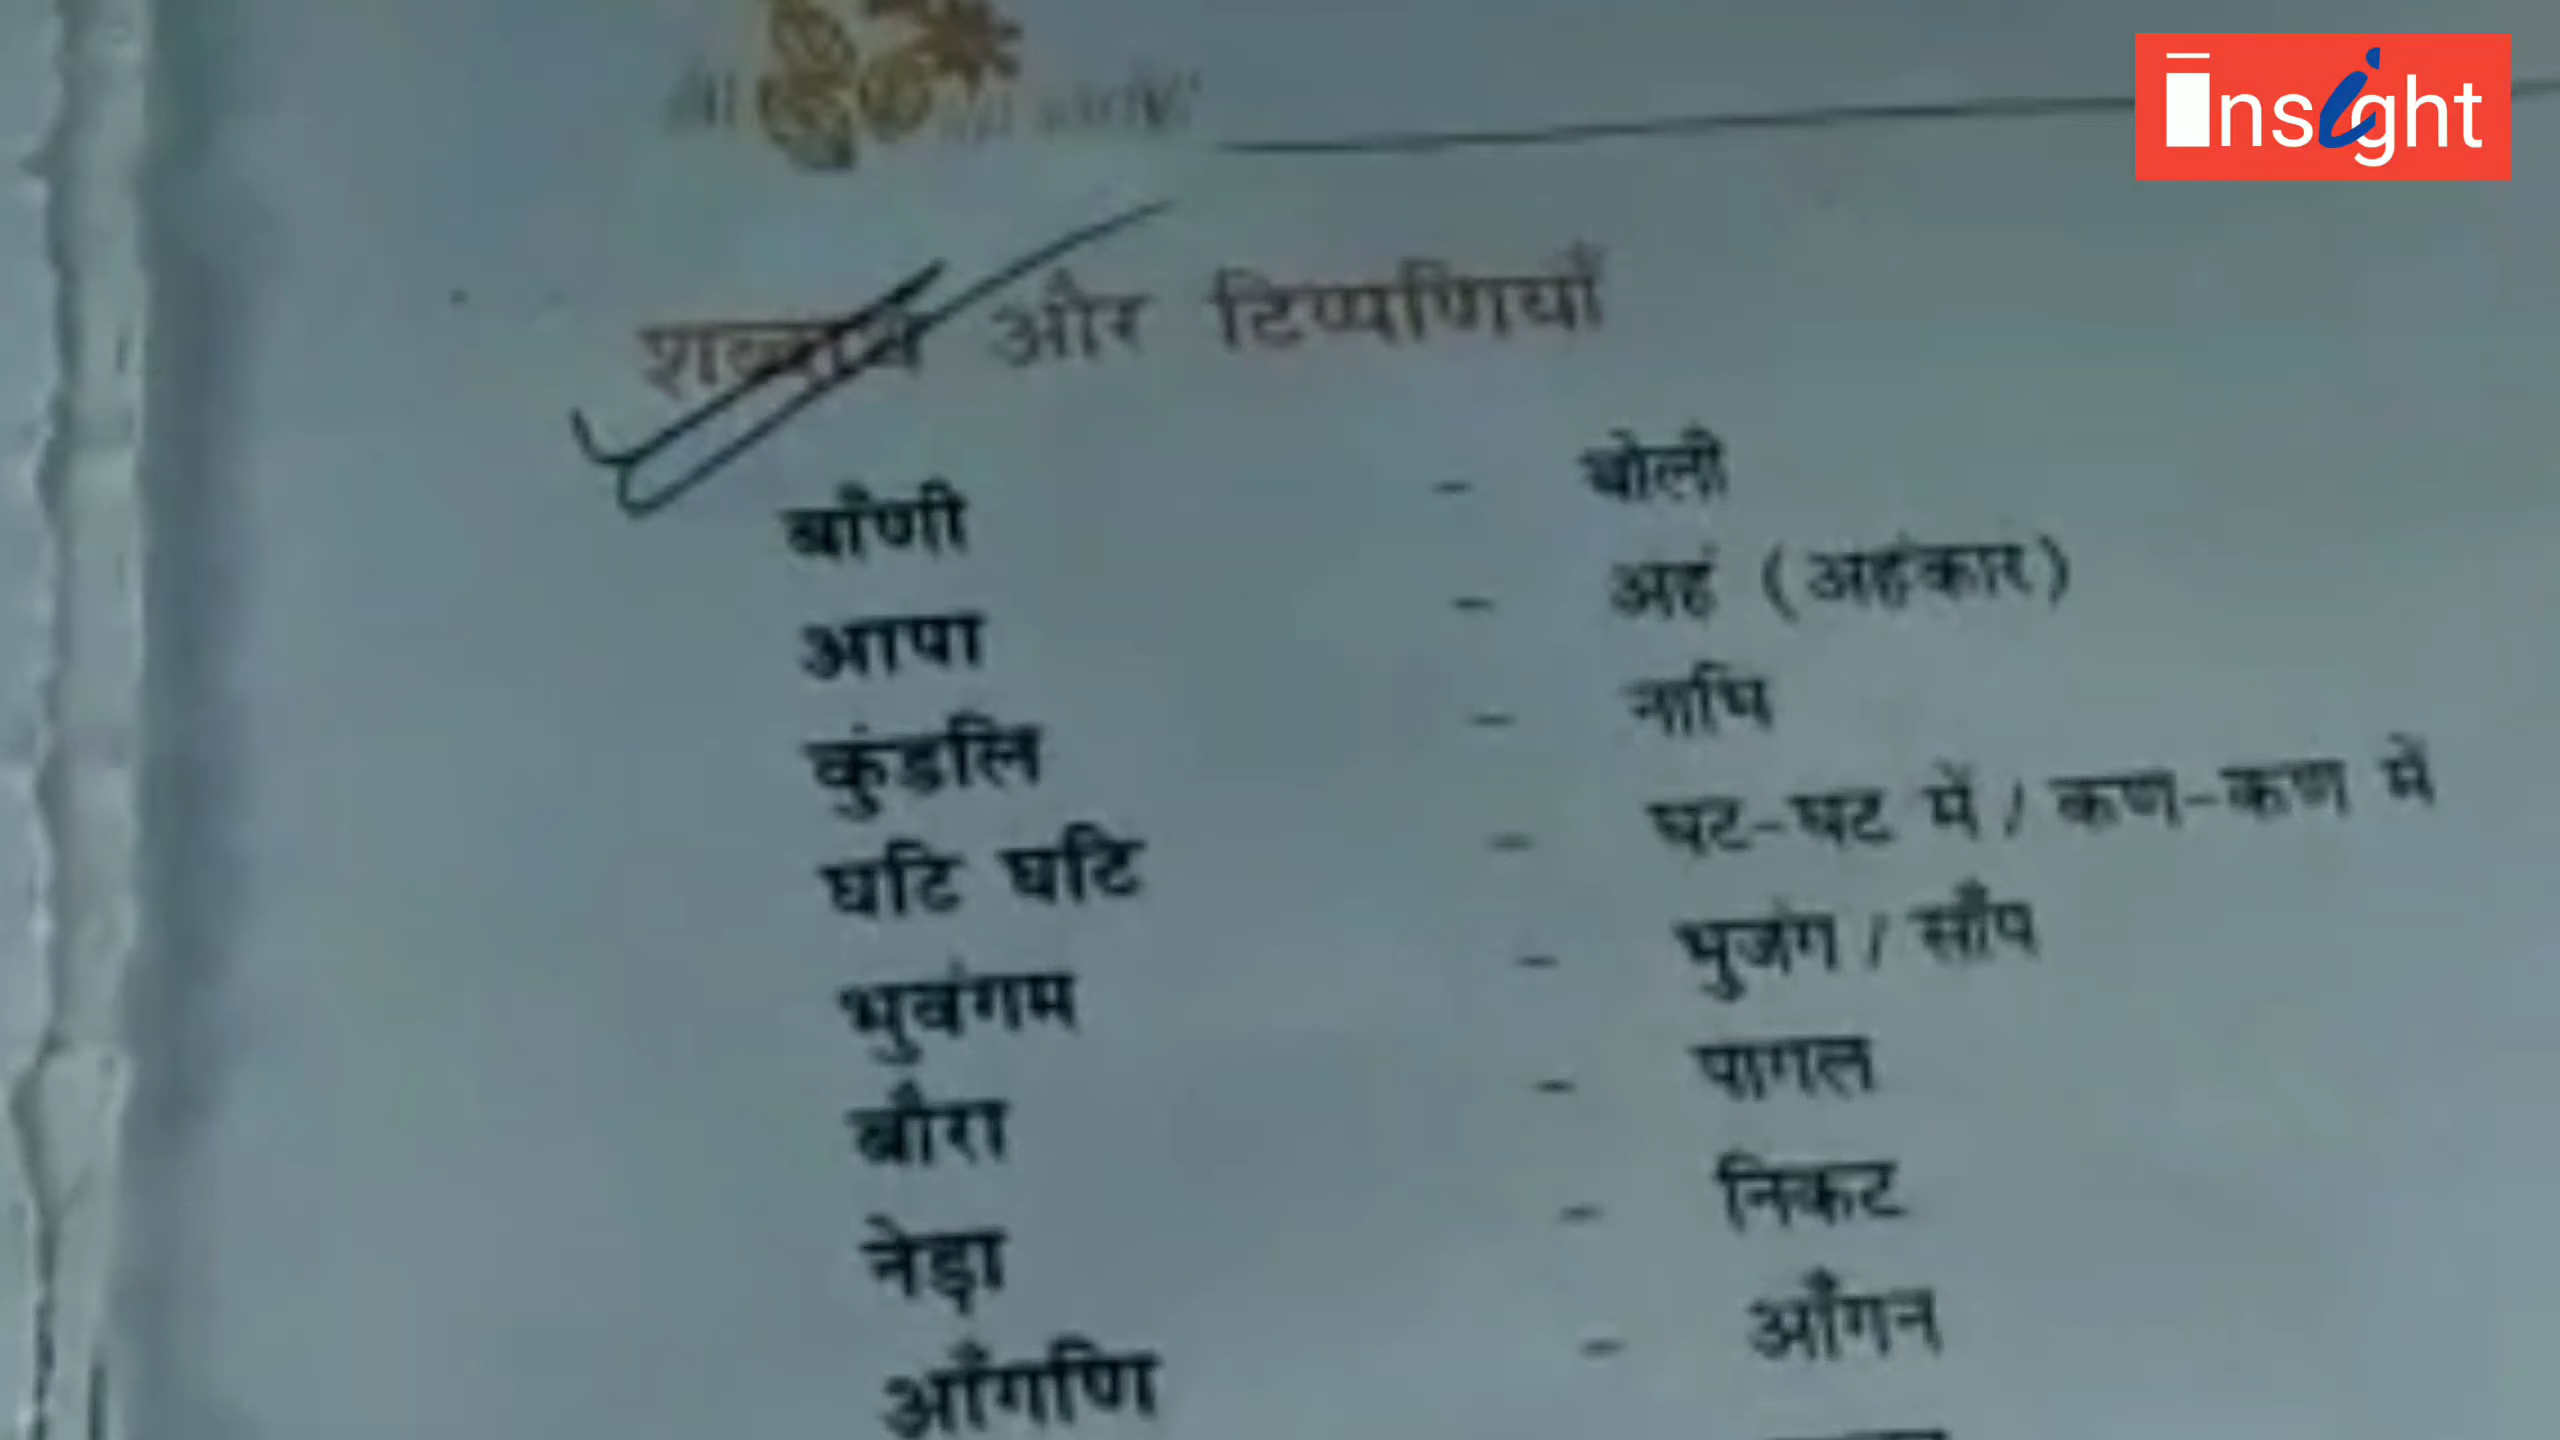 Insight
शब्दार्थ और टिप्पणियाँ
बाँणी - बोली
आपा - अहं (अहंकार)
कुंडलि - नाभि
घटि घटि - घट-घट में / कण-कण में
भुवंगम - भुजंग / साँप
बौरा - पागल
नेड़ा - निकट
आँगणि - आँगन